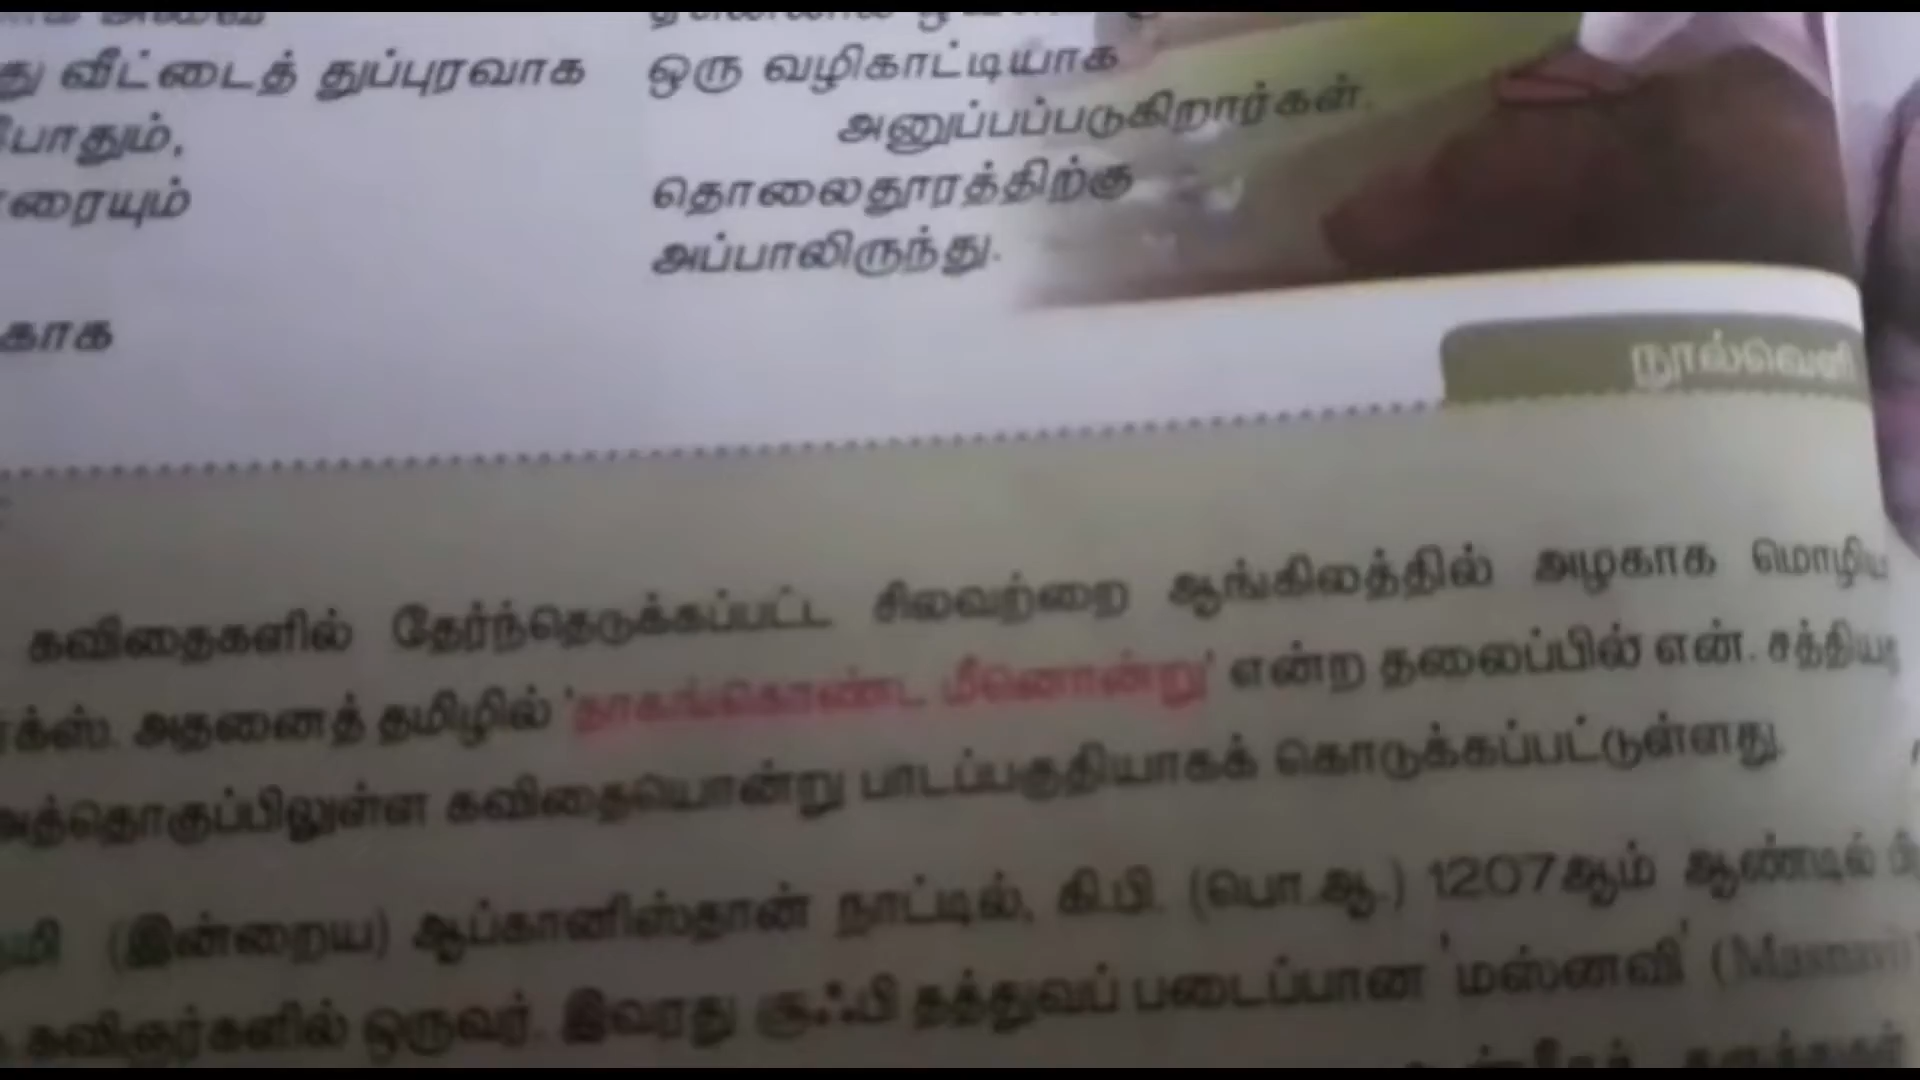 து வீட்டைத் துப்புரவாக
போதும்,
ரையும்
காக
ஒரு வழிகாட்டியாக
அனுப்பப்படுகிறார்கள்.
தொலைதூரத்திற்கு
அப்பாலிருந்து.
நூல்வெளி
கவிதைகளில் தேர்ந்தெடுக்கப்பட்ட சிலவற்றை ஆங்கிலத்தில் அழகாக மொழிய
ர்க்ஸ். அதனைத் தமிழில் 'தாகங்கொண்ட மீனொன்று' என்ற தலைப்பில் என். சத்திய
அத்தொகுப்பிலுள்ள கவிதையொன்று பாடப்பகுதியாகக் கொடுக்கப்பட்டுள்ளது.
மி (இன்றைய) ஆப்கானிஸ்தான் நாட்டில், கி.பி. (பொ.ஆ.) 1207ஆம் ஆண்டில்
கவிஞர்களில் ஒருவர். இவரது சூஃபி தத்துவப் படைப்பான 'மஸ்னவி' (Masnavi)